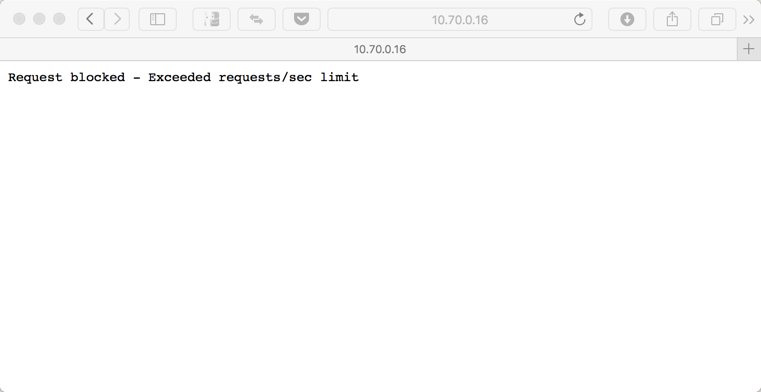 10.70.0.16
10.70.0.16
Request blocked - Exceeded requests/sec limit